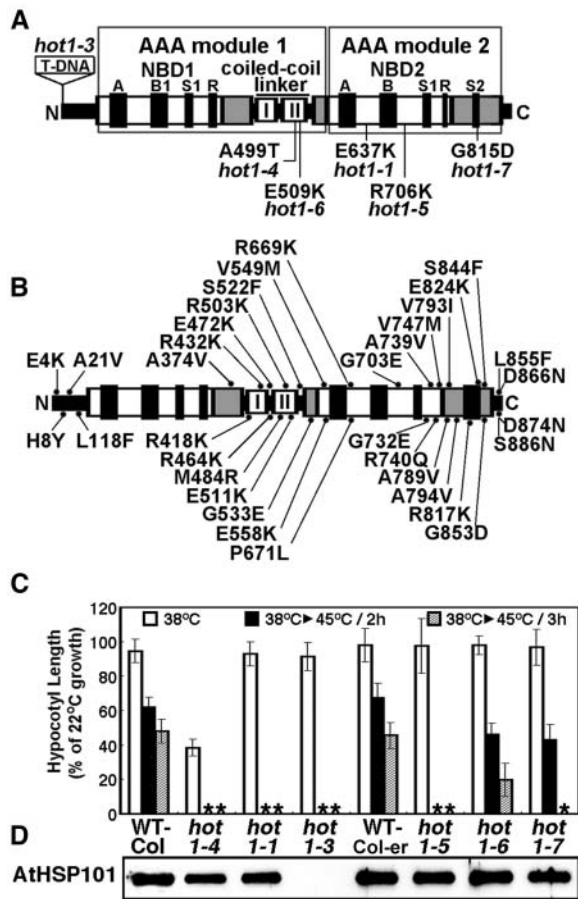 A
hot1-3
T-DNA
AAA module 1
AAA module 2
NBD1
coiled-coil
linker
NBD2
A B1 S1 R
A B S1 R S2
N
I II
C
A499T
hot1-4
E509K
hot1-6
E637K
hot1-1
R706K
hot1-5
G815D
hot1-7
B
R669K
V549M
S522F
R503K
E472K
R432K
A374V
S844F
E824K
V793I
V747M
A739V
G703E
L855F
D866N
E4K A21V
N
I II
C
H8Y L118F
R418K
R464K
M484R
E511K
G533E
E558K
P671L
G732E
R740Q
A789V
A794V
R817K
G853D
D874N
S886N
C
38°C
38°C▶45°C / 2h
38°C▶45°C / 3h
Hypocotyl Length
(% of 22°C growth)
120
100
80
60
40
20
0
** ** ** ** *
WT-Col
hot 1-4
hot 1-1
hot 1-3
WT-Col-er
hot 1-5
hot 1-6
hot 1-7
D
AtHSP101